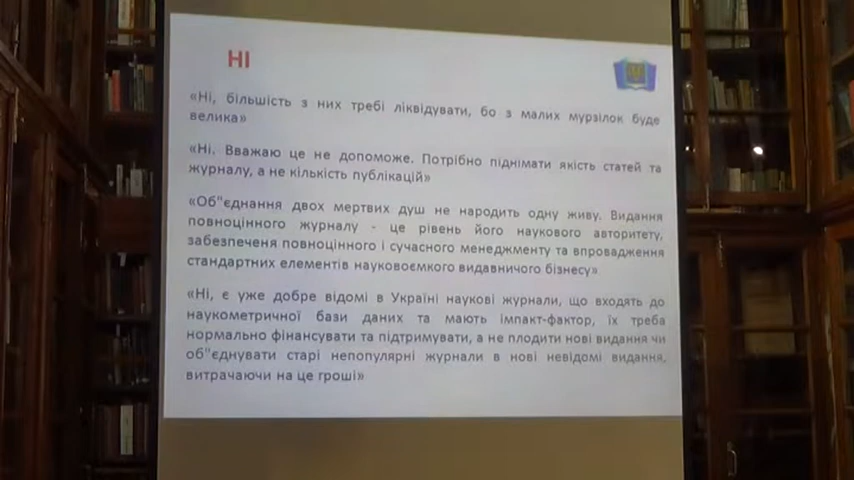 НІ
«Ні, більшість з них требі ліквідувати, бо з малих мурзілок буде
велика»
«Ні. Вважаю це не допоможе. Потрібно піднімати якість статей та
журналу, а не кількість публікацій»
«Об"єднання двох мертвих душ не народить одну живу. Видання
повноцінного журналу - це рівень його наукового авторитету,
забезпеченя повноцінного і сучасного менеджменту та впровадження
стандартних елементів науковоємкого видавничого бізнесу»
«Ні, є уже добре відомі в Україні наукові журнали, що входять до
наукометричної бази даних та мають імпакт-фактор, їх треба
нормально фінансувати та підтримувати, а не плодити нові видання чи
об"єднувати старі непопулярні журнали в нові невідомі видання,
витрачаючи на це гроші»